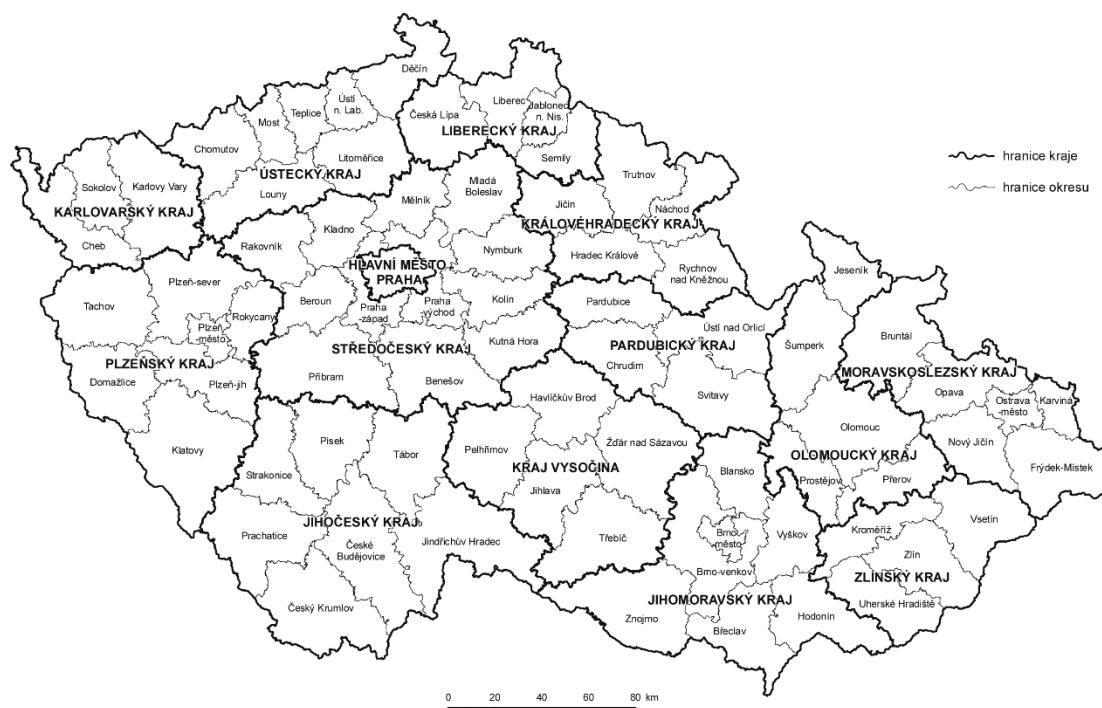 Děčín
Ústí
n. Lab.
Teplice
Most
Chomutov
Litoměřice
ÚSTECKÝ KRAJ
Louny
Česká Lípa
Liberec
Jablonec
n. Nis.
LIBERECKÝ KRAJ
Semily
Sokolov
Karlovy Vary
KARLOVARSKÝ KRAJ
Cheb
Trutnov
Jičín
Náchod
KRÁLOVÉHRADECKÝ KRAJ
Hradec Králové
Rychnov
nad Kněžnou
hranice kraje
hranice okresu
Mělník
Mladá
Boleslav
Kladno
Rakovník
Nymburk
HLAVNÍ MĚSTO
PRAHA
Beroun
Praha
-západ
Praha
-východ
Kolín
Kutná Hora
STŘEDOČESKÝ KRAJ
Příbram
Benešov
Tachov
Plzeň-sever
Rokycany
Plzeň-
město
PLZEŇSKÝ KRAJ
Domažlice
Plzeň-jih
Klatovy
Pardubice
Ústí nad Orlicí
PARDUBICKÝ KRAJ
Chrudim
Svitavy
Jeseník
Šumperk
Bruntál
MORAVSKOSLEZSKÝ KRAJ
Opava
Ostrava
-město
Karviná
Nový Jičín
Frýdek-Místek
Olomouc
OLOMOUCKÝ KRAJ
Prostějov
Přerov
Havlíčkův Brod
Pelhřimov
Žďár nad Sázavou
KRAJ VYSOČINA
Jihlava
Třebíč
Písek
Tábor
Strakonice
JIHOČESKÝ KRAJ
Prachatice
České
Budějovice
Jindřichův Hradec
Český Krumlov
Blansko
Brno
-město
Vyškov
Brno-venkov
JIHOMORAVSKÝ KRAJ
Znojmo
Břeclav
Hodonín
Kroměříž
Vsetín
Zlín
ZLÍNSKÝ KRAJ
Uherské Hradiště
0 20 40 60 80 km